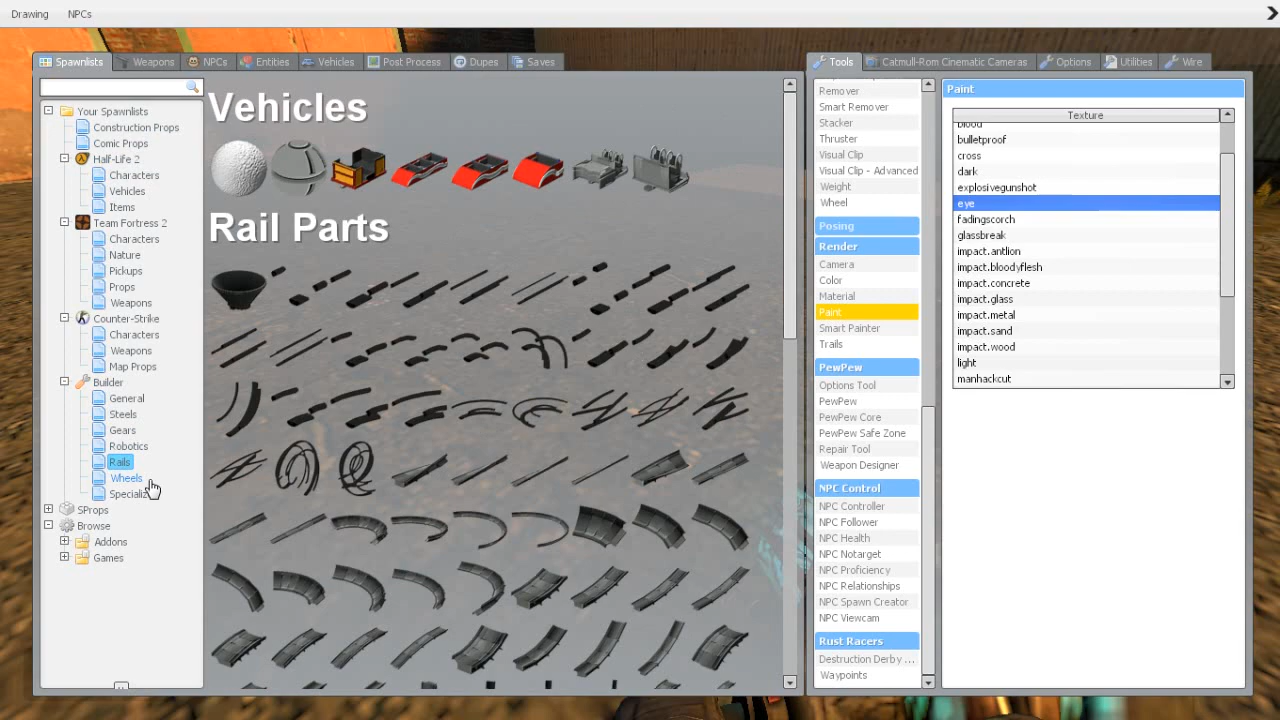 Drawing NPCs
Spawnlists Weapons NPCs Entities Vehicles Post Process Dupes Saves
Your Spawnlists
Construction Props
Comic Props
Half-Life 2
Characters
Vehicles
Items
Team Fortress 2
Characters
Nature
Pickups
Props
Weapons
Counter-Strike
Characters
Weapons
Map Props
Builder
General
Steels
Gears
Robotics
Rails
Wheels
SProps
Browse
Addons
Games
Vehicles
Rail Parts
Tools Catmull-Rom Cinematic Cameras Options Utilities Wire
Remover
Smart Remover
Stacker
Thruster
Visual Clip
Visual Clip - Advanced
Weight
Wheel
Posing
Render
Camera
Color
Material
Paint
Smart Painter
Trails
PewPew
Options Tool
PewPew
PewPew Core
PewPew Safe Zone
Repair Tool
Weapon Designer
NPC Control
NPC Controller
NPC Follower
NPC Health
NPC Notarget
NPC Proficiency
NPC Relationships
NPC Spawn Creator
NPC Viewcam
Rust Racers
Destruction Derby ...
Waypoints
Paint
Texture
blood
bulletproof
cross
dark
explosivegunshot
eye
fadingscorch
glassbreak
impact.antlion
impact.bloodyflesh
impact.concrete
impact.glass
impact.metal
impact.sand
impact.wood
light
manhackcut